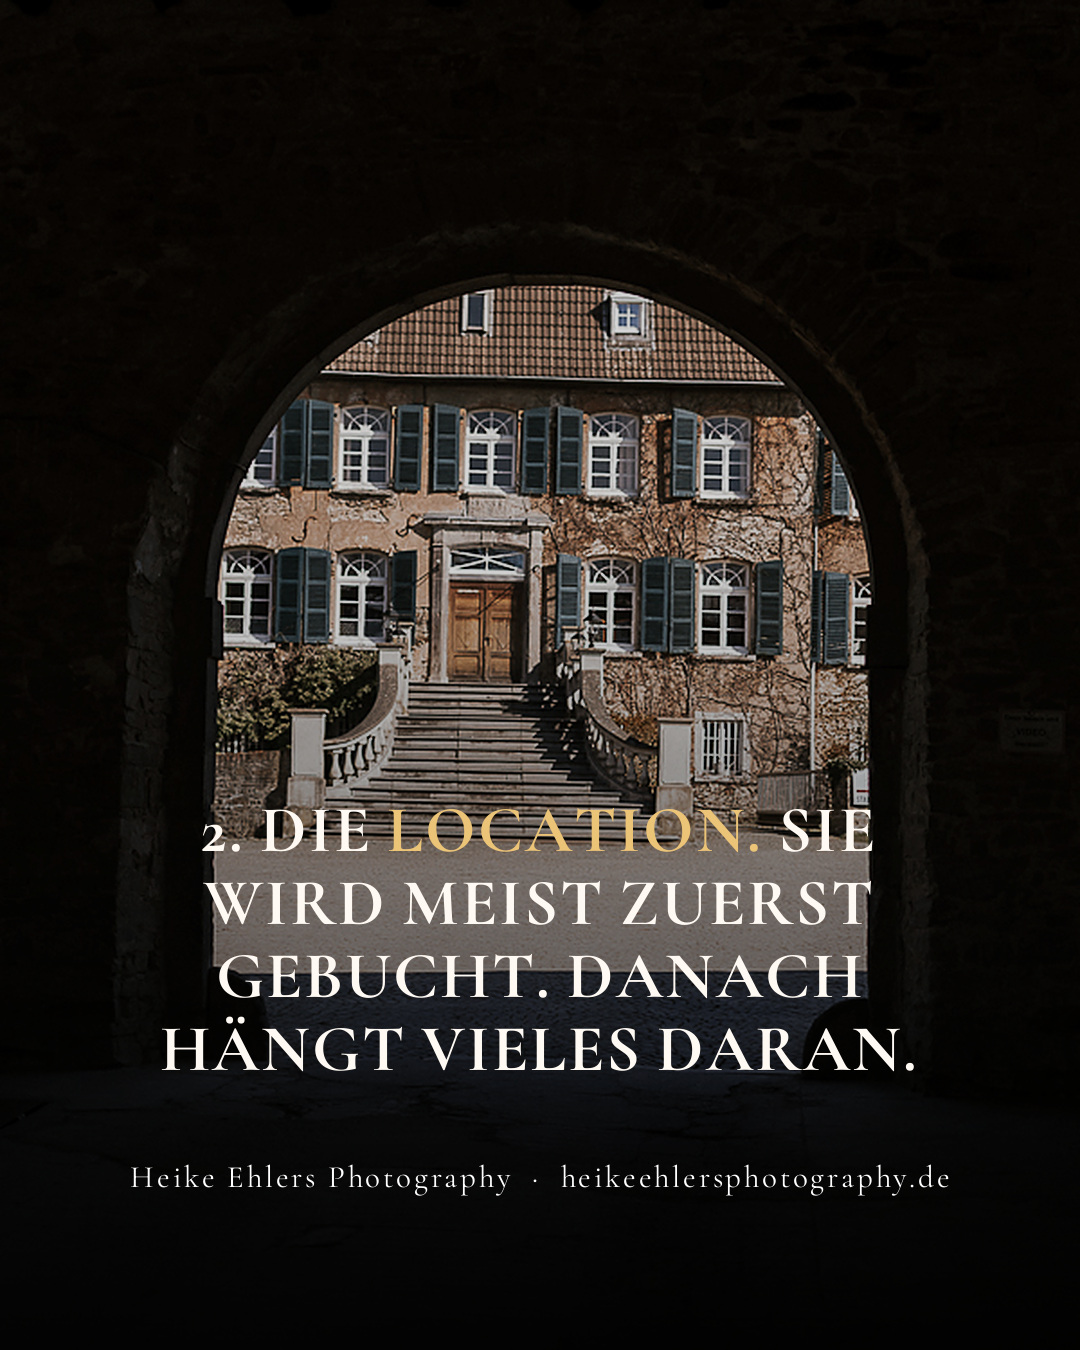 2. DIE LOCATION. SIE
WIRD MEIST ZUERST
GEBUCHT. DANACH
HÄNGT VIELES DARAN.
Heike Ehlers Photography · heikeehlersphotography.de